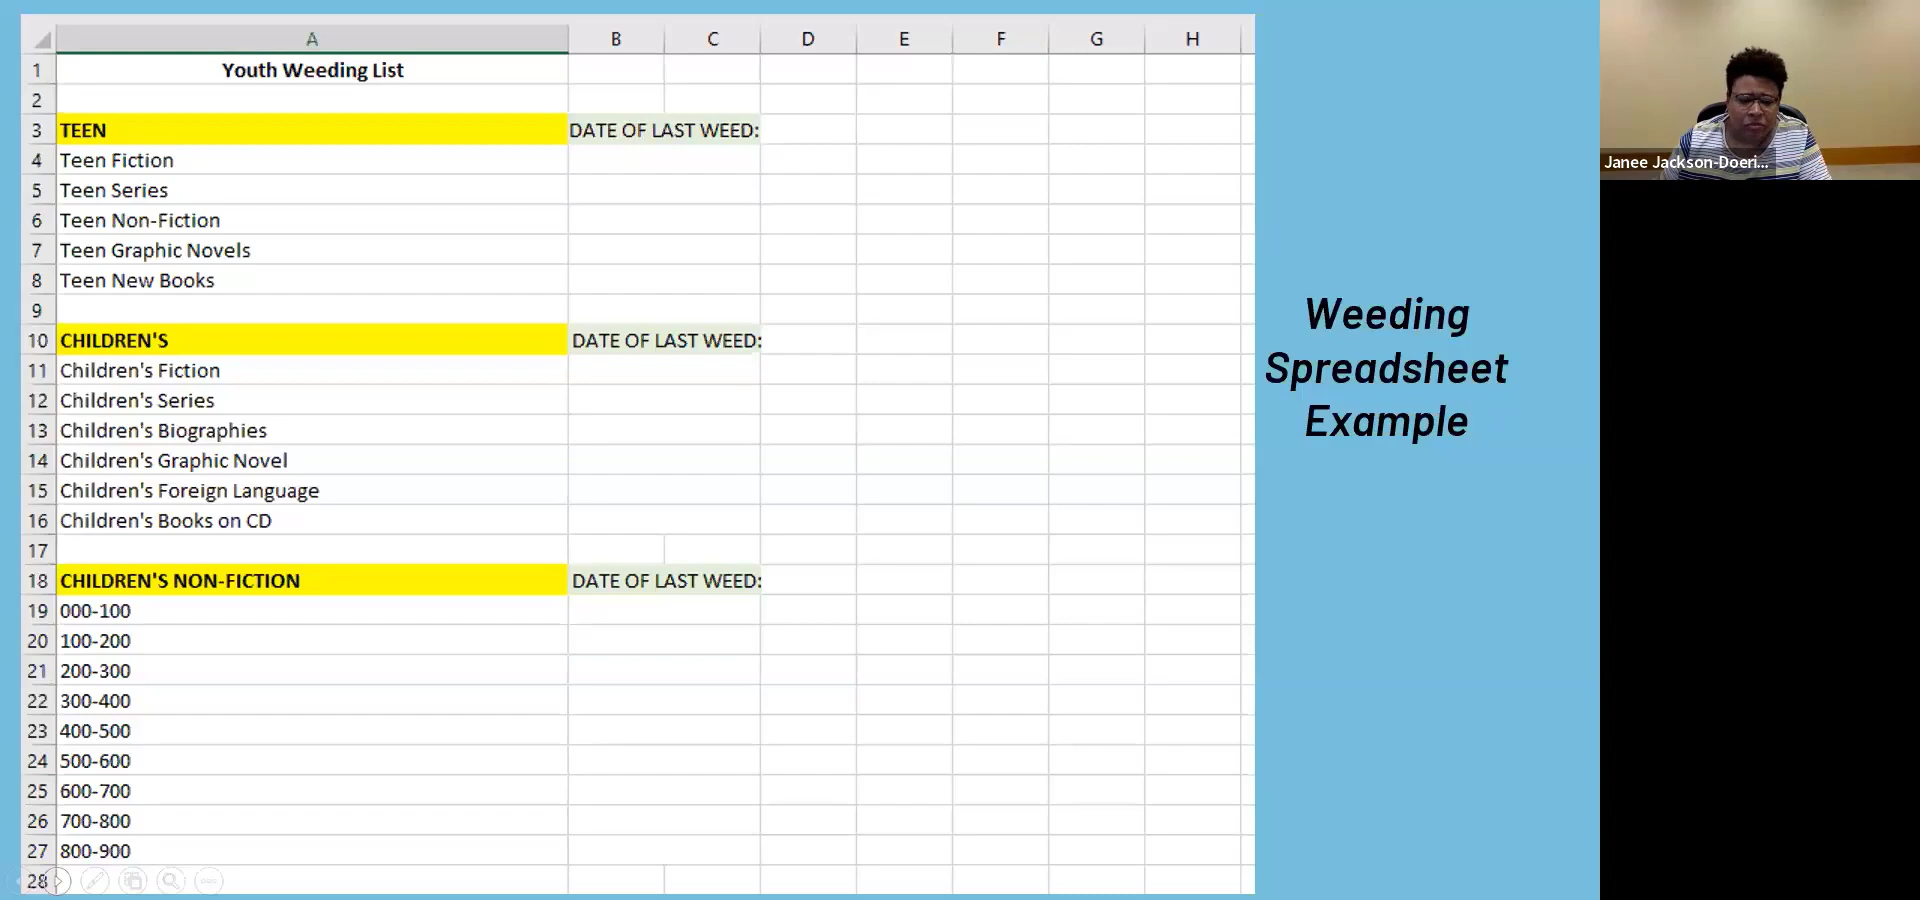 A B C D E F G H
1 Youth Weeding List
2
3 TEEN DATE OF LAST WEED:
4 Teen Fiction
5 Teen Series
6 Teen Non-Fiction
7 Teen Graphic Novels
8 Teen New Books
9
10 CHILDREN'S DATE OF LAST WEED:
11 Children's Fiction
12 Children's Series
13 Children's Biographies
14 Children's Graphic Novel
15 Children's Foreign Language
16 Children's Books on CD
17
18 CHILDREN'S NON-FICTION DATE OF LAST WEED:
19 000-100
20 100-200
21 200-300
22 300-400
23 400-500
24 500-600
25 600-700
26 700-800
27 800-900
28
Weeding
Spreadsheet
Example
Janee Jackson-Doeri...